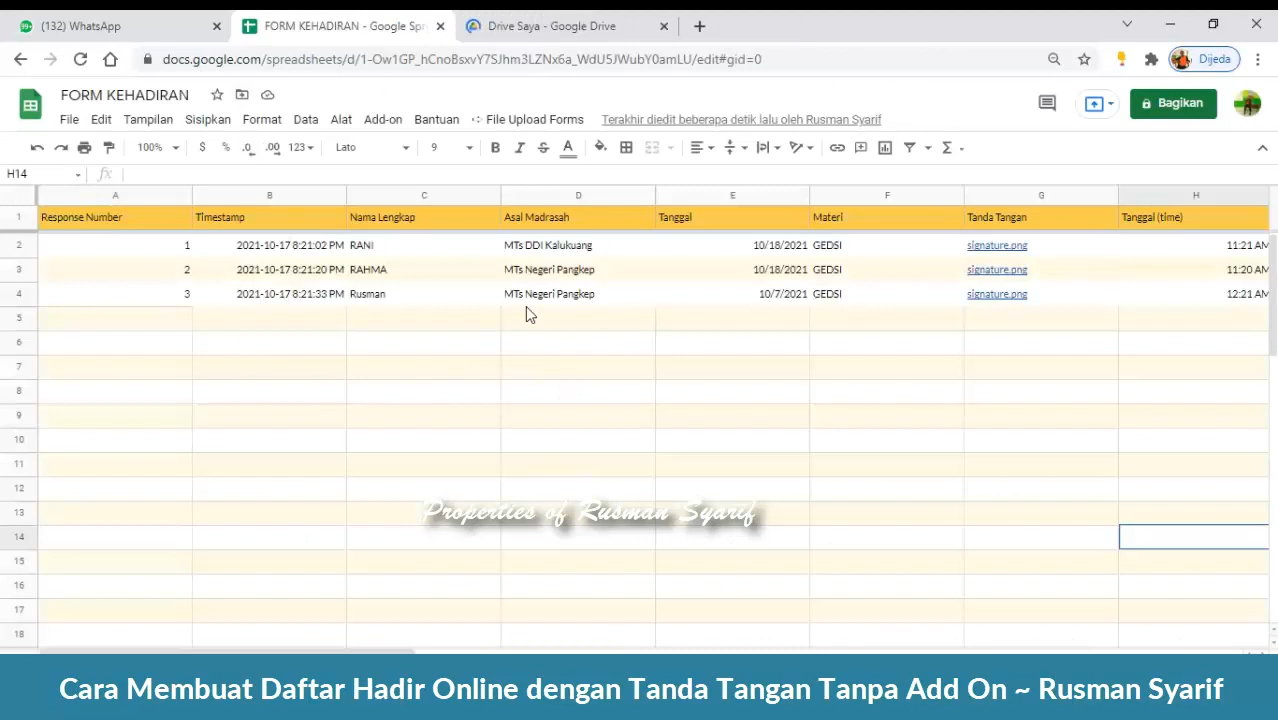 (132) WhatsApp
FORM KEHADIRAN - Google Spr
Drive Saya - Google Drive
docs.google.com/spreadsheets/d/1-Ow1GP_hCnoBsxvY7SJhm3LZNx6a_WdU5JWubY0amLU/edit#gid=0
Dijeda
FORM KEHADIRAN
Bagikan
File Edit Tampilan Sisipkan Format Data Alat Add-on Bantuan File Upload Forms Terakhir diedit beberapa detik lalu oleh Rusman Syarif
100% $ % .0 .00 123 Lato 9 B I S A Σ
H14 fx
A B C D E F G H
1 Response Number Timestamp Nama Lengkap Asal Madrasah Tanggal Materi Tanda Tangan Tanggal (time)
2 1 2021-10-17 8:21:02 PM RANI MTs DDI Kalukuang 10/18/2021 GEDSI signature.png 11:21 AM
3 2 2021-10-17 8:21:20 PM RAHMA MTs Negeri Pangkep 10/18/2021 GEDSI signature.png 11:20 AM
4 3 2021-10-17 8:21:33 PM Rusman MTs Negeri Pangkep 10/7/2021 GEDSI signature.png 12:21 AM
5
6
7
8
9
10
11
12
13
Properties of Rusman Syarif
14
15
16
17
18
Cara Membuat Daftar Hadir Online dengan Tanda Tangan Tanpa Add On ~ Rusman Syarif